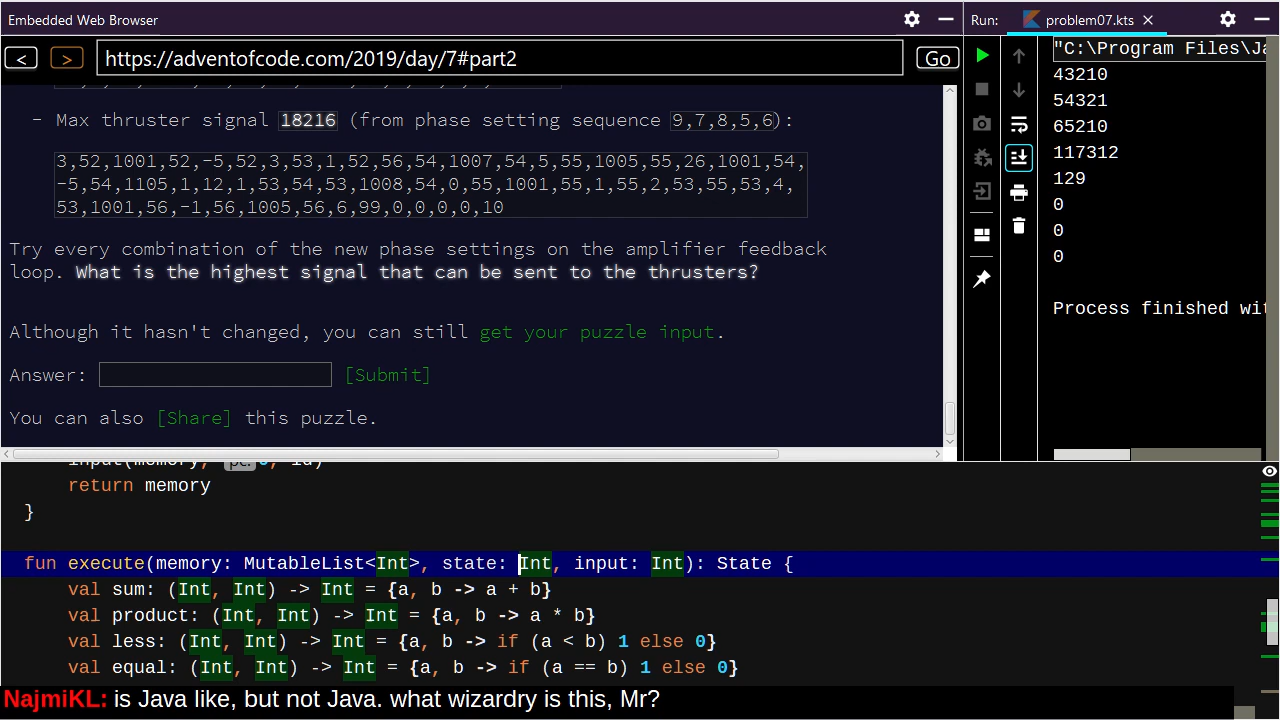 Embedded Web Browser
Run: problem07.kts
< > https://adventofcode.com/2019/day/7#part2 Go
- Max thruster signal 18216 (from phase setting sequence 9,7,8,5,6):
3,52,1001,52,-5,52,3,53,1,52,56,54,1007,54,5,55,1005,55,26,1001,54,
-5,54,1105,1,12,1,53,54,53,1008,54,0,55,1001,55,1,55,2,53,55,53,4,
53,1001,56,-1,56,1005,56,6,99,0,0,0,0,10
Try every combination of the new phase settings on the amplifier feedback
loop. What is the highest signal that can be sent to the thrusters?
Although it hasn't changed, you can still get your puzzle input.
Answer: [Submit]
You can also [Share] this puzzle.
"C:\Program Files\Ja
43210
54321
65210
117312
129
0
0
0
Process finished wit
return memory
}
fun execute(memory: MutableList<Int>, state: Int, input: Int): State {
val sum: (Int, Int) -> Int = {a, b -> a + b}
val product: (Int, Int) -> Int = {a, b -> a * b}
val less: (Int, Int) -> Int = {a, b -> if (a < b) 1 else 0}
val equal: (Int, Int) -> Int = {a, b -> if (a == b) 1 else 0}
NajmiKL: is Java like, but not Java. what wizardry is this, Mr?